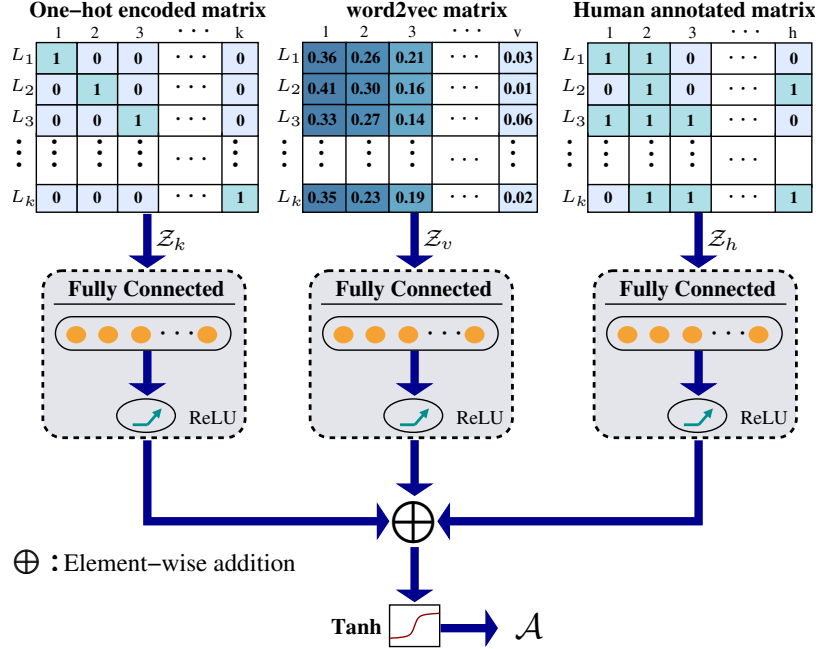 One-hot encoded matrix word2vec matrix Human annotated matrix
1 2 3 · · · k 1 2 3 · · · v 1 2 3 · · · h
L1 1 0 0 · · · 0 L1 0.36 0.26 0.21 · · · 0.03 L1 1 1 0 · · · 0
L2 0 1 0 · · · 0 L2 0.41 0.30 0.16 · · · 0.01 L2 0 1 0 · · · 1
L3 0 0 1 · · · 0 L3 0.33 0.27 0.14 · · · 0.06 L3 1 1 1 · · · 0
Lk 0 0 0 · · · 1 Lk 0.35 0.23 0.19 · · · 0.02 Lk 0 1 1 · · · 1
𝒵k 𝒵v 𝒵h
Fully Connected Fully Connected Fully Connected
ReLU ReLU ReLU
⊕ : Element−wise addition
Tanh 𝒜